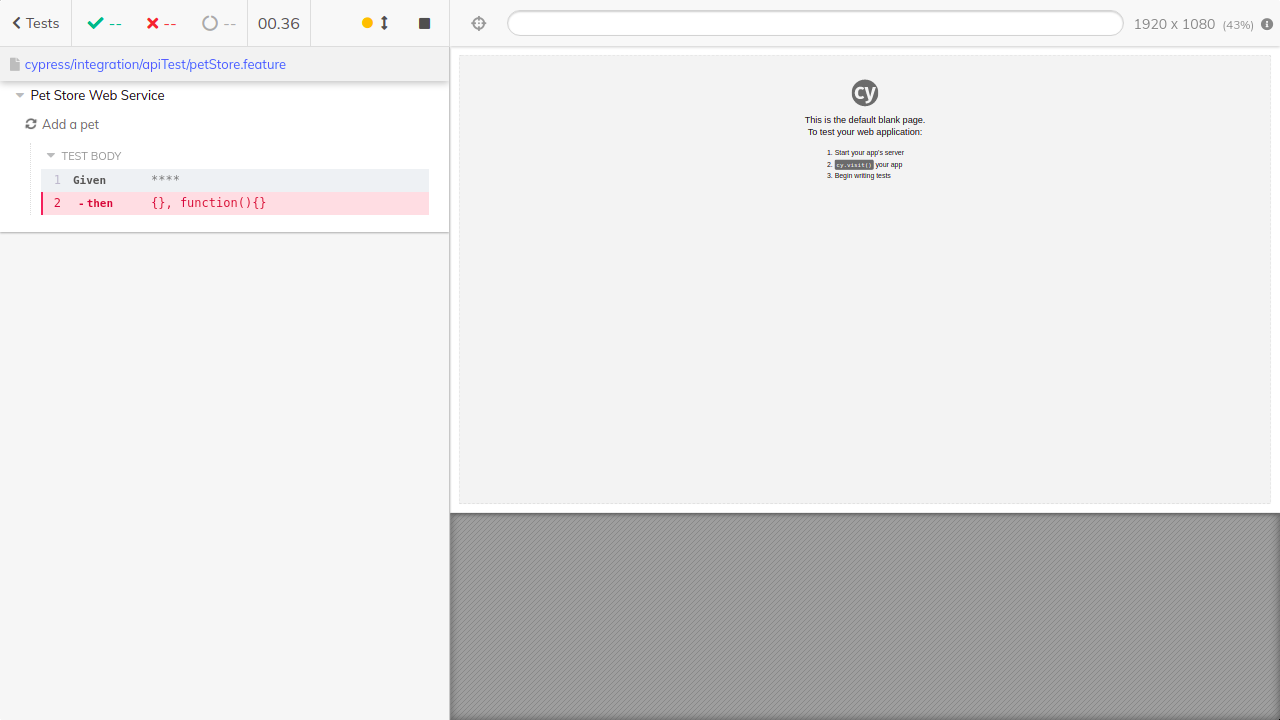 Tests -- -- -- 00.36 1920 x 1080 (43%)
cypress/integration/apiTest/petStore.feature
Pet Store Web Service
Add a pet
TEST BODY
1 Given ****
2 -then {}, function(){}
cy
This is the default blank page.
To test your web application:
1. Start your app's server
2. cy.visit() your app
3. Begin writing tests